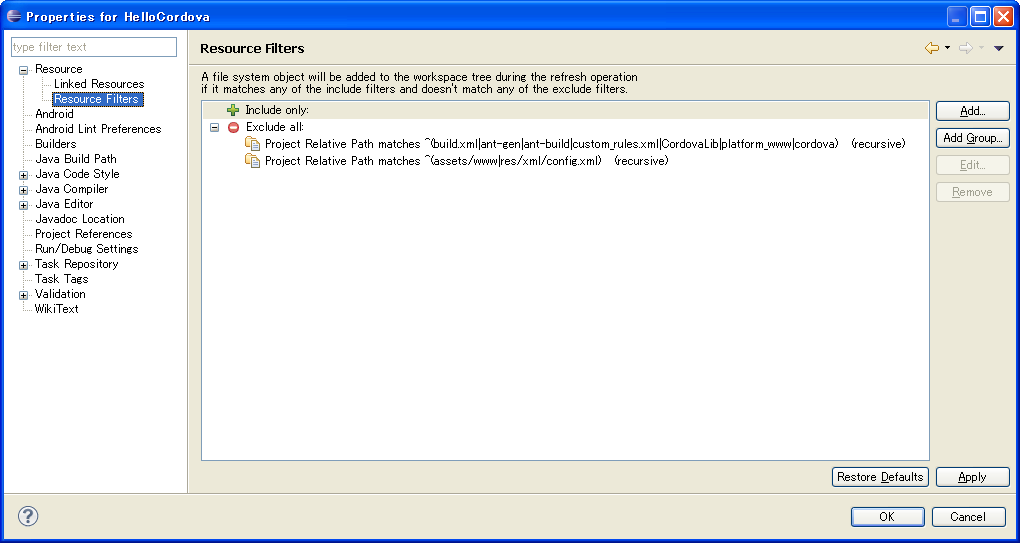 Properties for HelloCordova
type filter text
Resource
Linked Resources
Resource Filters
Android
Android Lint Preferences
Builders
Java Build Path
Java Code Style
Java Compiler
Java Editor
Javadoc Location
Project References
Run/Debug Settings
Task Repository
Task Tags
Validation
WikiText
Resource Filters
A file system object will be added to the workspace tree during the refresh operation
if it matches any of the include filters and doesn't match any of the exclude filters.
Include only:
Exclude all:
Project Relative Path matches ^(build.xml|ant-gen|ant-build|custom_rules.xml|CordovaLib|platform_www|cordova) (recursive)
Project Relative Path matches ^(assets/www|res/xml/config.xml) (recursive)
Add...
Add Group...
Edit...
Remove
Restore Defaults
Apply
OK
Cancel